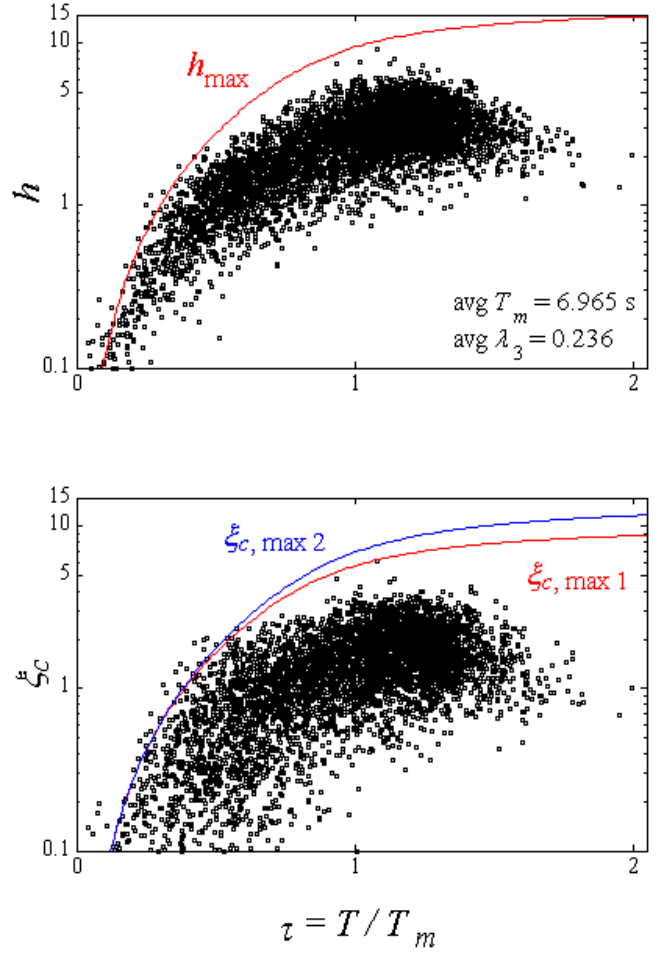 15
10
h_max
5
h
1
avg T_m = 6.965 s
avg λ_3 = 0.236
0.1
0 1 2
15
10
ξ_c, max 2
5
ξ_c, max 1
ξ_c
1
0.1
0 1 2
τ = T / T_m